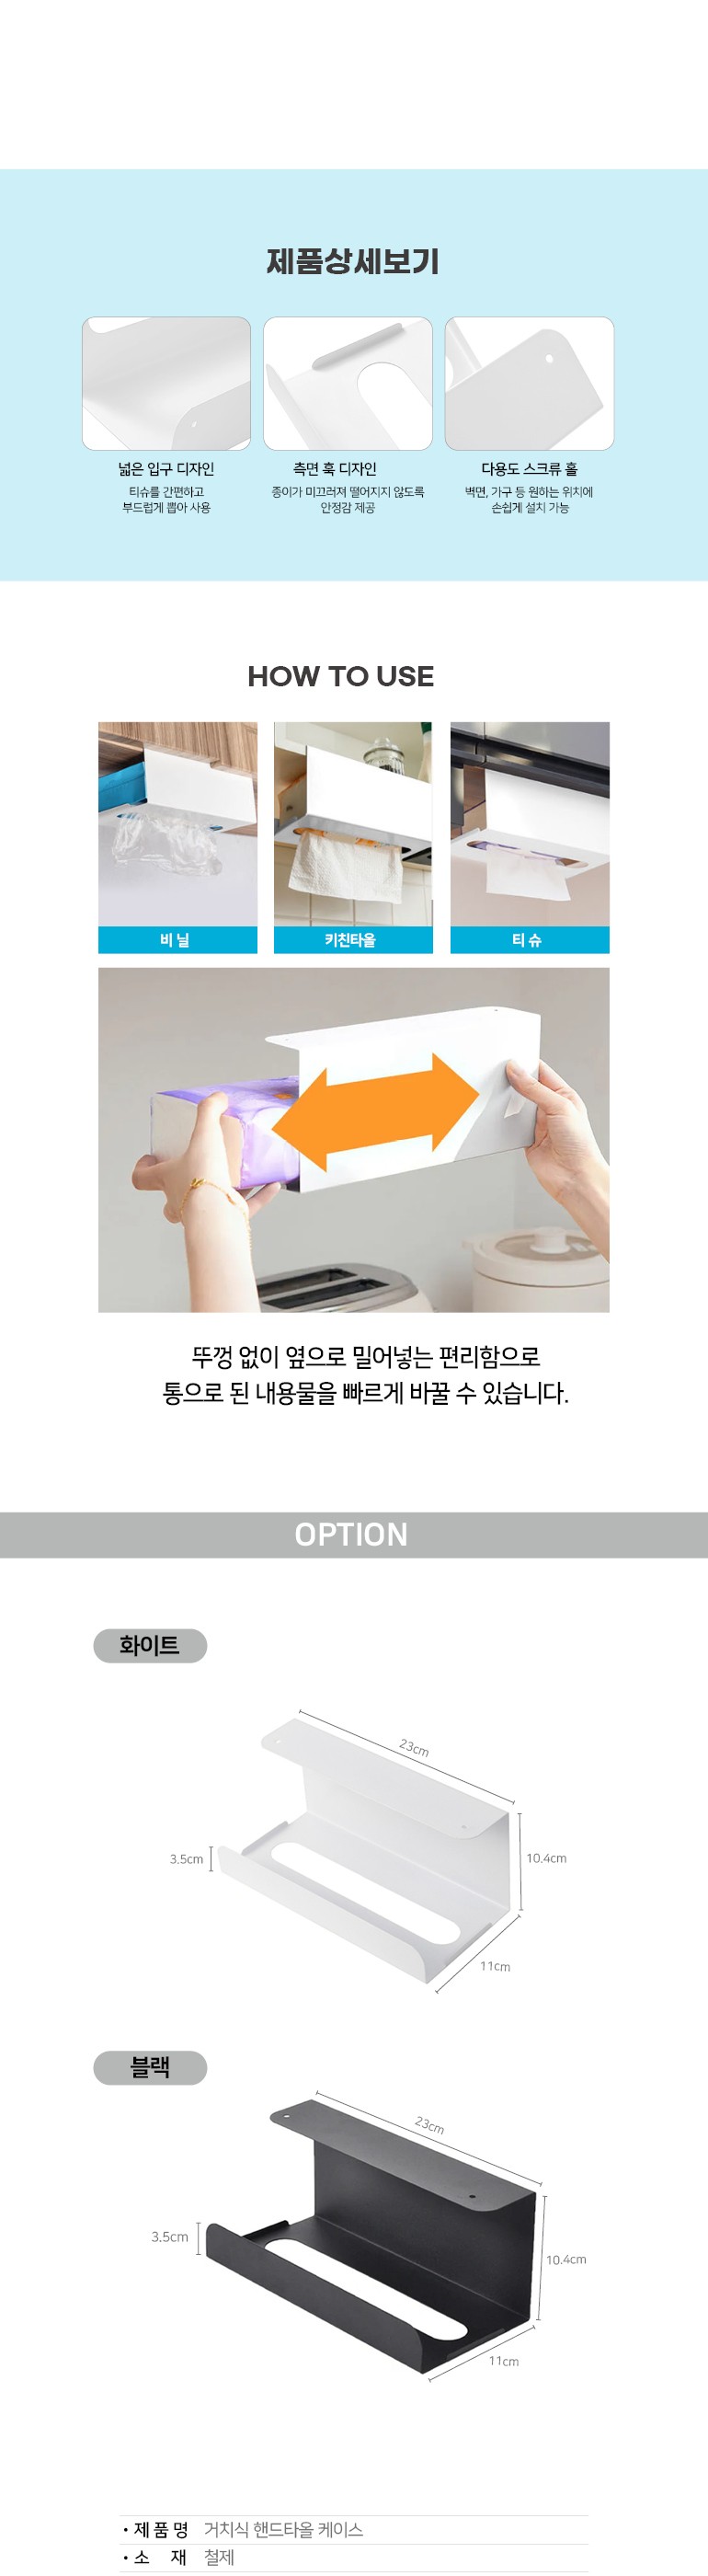 제품상세보기
넓은 입구 디자인
티슈를 간편하고
부드럽게 뽑아 사용
측면 훅 디자인
종이가 미끄러져 떨어지지 않도록
안정감 제공
다용도 스크류 홀
벽면, 가구 등 원하는 위치에
손쉽게 설치 가능
HOW TO USE
비 닐
키친타올
티 슈
뚜껑 없이 옆으로 밀어넣는 편리함으로
통으로 된 내용물을 빠르게 바꿀 수 있습니다.
OPTION
화이트
23cm
3.5cm
10.4cm
11cm
블랙
23cm
3.5cm
10.4cm
11cm
• 제 품 명 거치식 핸드타올 케이스
• 소 재 철제